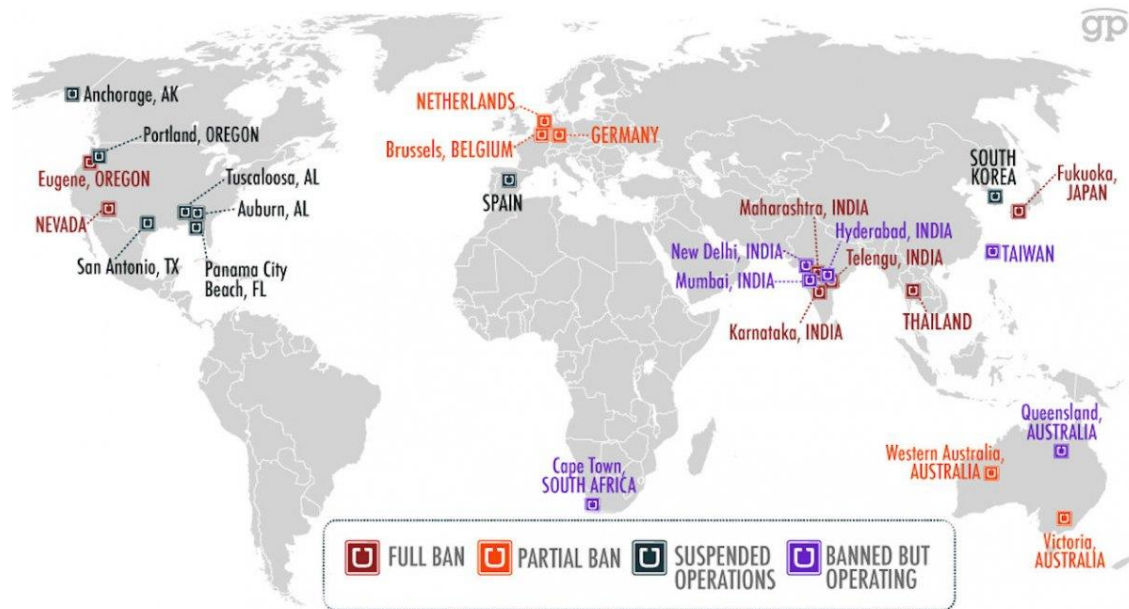 gp
Anchorage, AK
Portland, OREGON
Eugene, OREGON
NEVADA
Tuscaloosa, AL
Auburn, AL
San Antonio, TX
Panama City
Beach, FL
NETHERLANDS
Brussels, BELGIUM
GERMANY
SPAIN
SOUTH
KOREA
Fukuoka,
JAPAN
Maharashtra, INDIA
Hyderabad, INDIA
New Delhi, INDIA
Telengu, INDIA
Mumbai, INDIA
TAIWAN
Karnataka, INDIA
THAILAND
Queensland,
AUSTRALIA
Western Australia,
AUSTRALIA
Cape Town,
SOUTH AFRICA
Victoria,
AUSTRALIA
FULL BAN
PARTIAL BAN
SUSPENDED
OPERATIONS
BANNED BUT
OPERATING